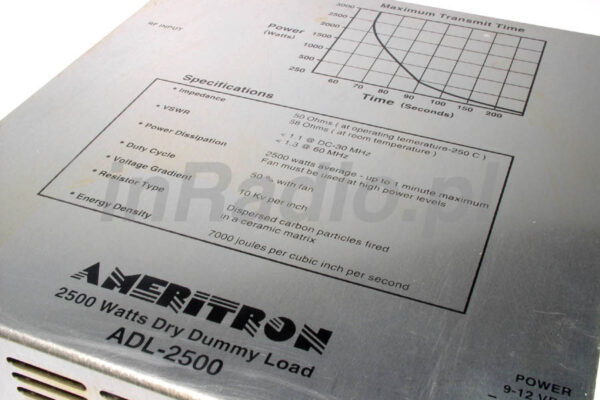 Maximum Transmit Time
RF INPUT
Power
(Watts)
3000
2500
2000
1500
1000
500
250
60 70 80 90 100 150 200
Time (Seconds)
Specifications
• Impedance
50 Ohms ( at operating temerature-250 C )
58 Ohms ( at room temperature )
• VSWR
< 1.1 @ DC-30 MHz
< 1.3 @ 60 MHz
• Power Dissipation
2500 watts average - up to 1 minute maximum
Fan must be used at high power levels
• Duty Cycle
50 % with fan
• Voltage Gradient
10 Kv per inch
• Resistor Type
Dispersed carbon particles fired
in a ceramic matrix
• Energy Density
7000 joules per cubic inch per second
inRadio.pl
AMERITRON
2500 Watts Dry Dummy Load
ADL-2500
POWER
9-12 V